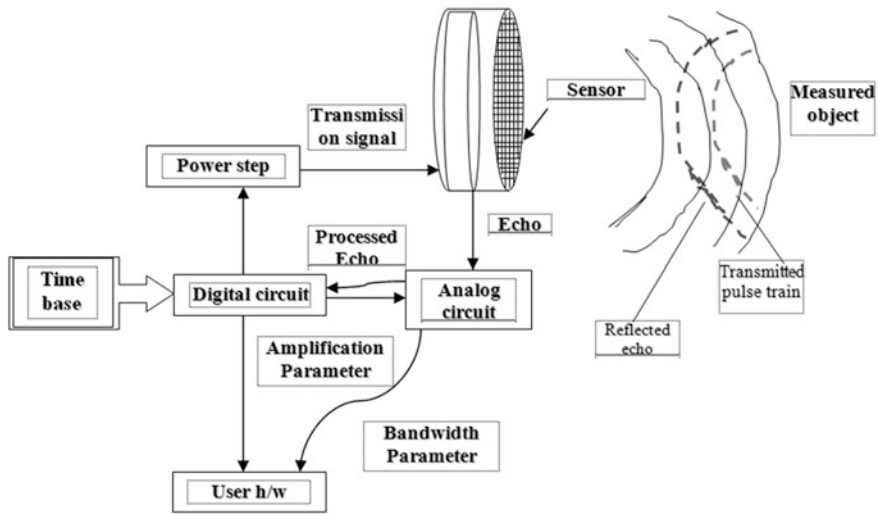 Sensor
Measured
object
Transmissi
on signal
Power step
Echo
Processed
Echo
Time
base
Digital circuit
Analog
circuit
Transmitted
pulse train
Reflected
echo
Amplification
Parameter
Bandwidth
Parameter
User h/w